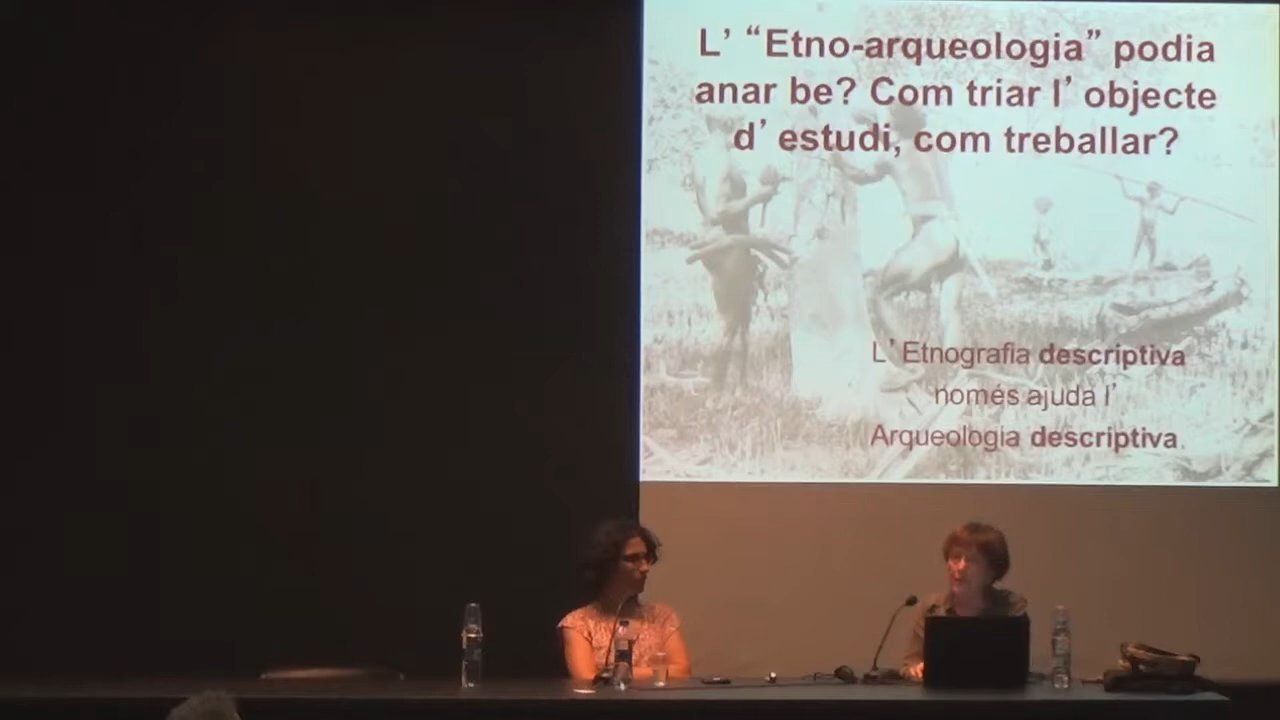 L’ “Etno-arqueologia” podia
anar be? Com triar l’ objecte
d’ estudi, com treballar?
L’ Etnografia descriptiva
només ajuda l’
Arqueologia descriptiva.